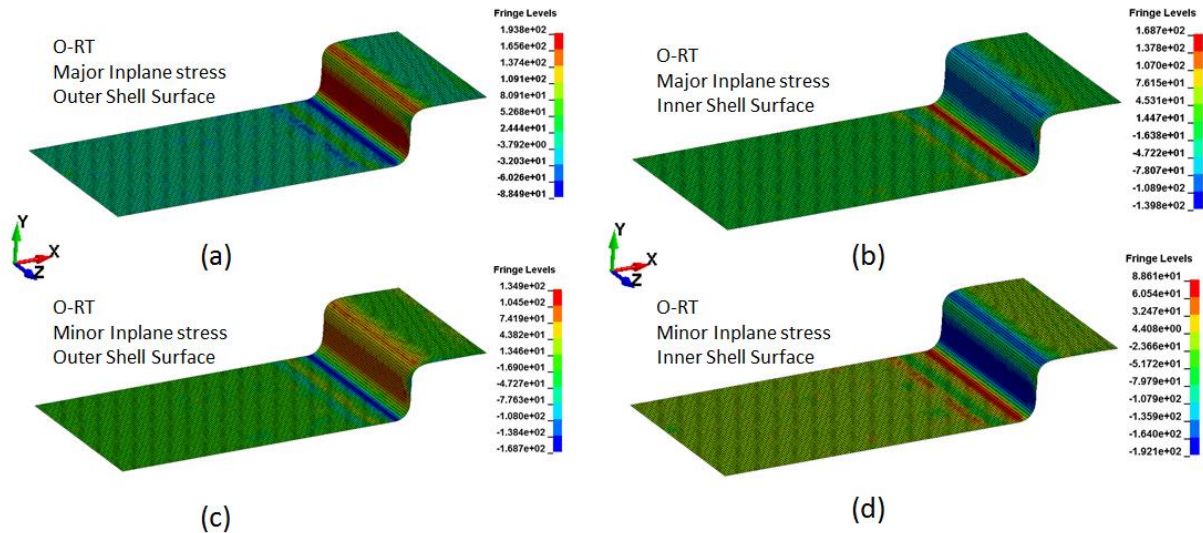 O-RT
Major Inplane stress
Outer Shell Surface
Fringe Levels
1.938e+02
1.656e+02
1.374e+02
1.091e+02
8.091e+01
5.268e+01
2.444e+01
-3.792e+00
-3.203e+01
-6.026e+01
-8.849e+01
Y
X
Z
(a)
O-RT
Major Inplane stress
Inner Shell Surface
Fringe Levels
1.687e+02
1.378e+02
1.070e+02
7.615e+01
4.531e+01
1.447e+01
-1.638e+01
-4.722e+01
-7.807e+01
-1.089e+02
-1.398e+02
Y
X
Z
(b)
O-RT
Minor Inplane stress
Outer Shell Surface
Fringe Levels
1.349e+02
1.045e+02
7.419e+01
4.382e+01
1.346e+01
-1.690e+01
-4.727e+01
-7.763e+01
-1.080e+02
-1.384e+02
-1.687e+02
(c)
O-RT
Minor Inplane stress
Inner Shell Surface
Fringe Levels
8.861e+01
6.054e+01
3.247e+01
4.408e+00
-2.366e+01
-5.172e+01
-7.979e+01
-1.079e+02
-1.359e+02
-1.640e+02
-1.921e+02
(d)